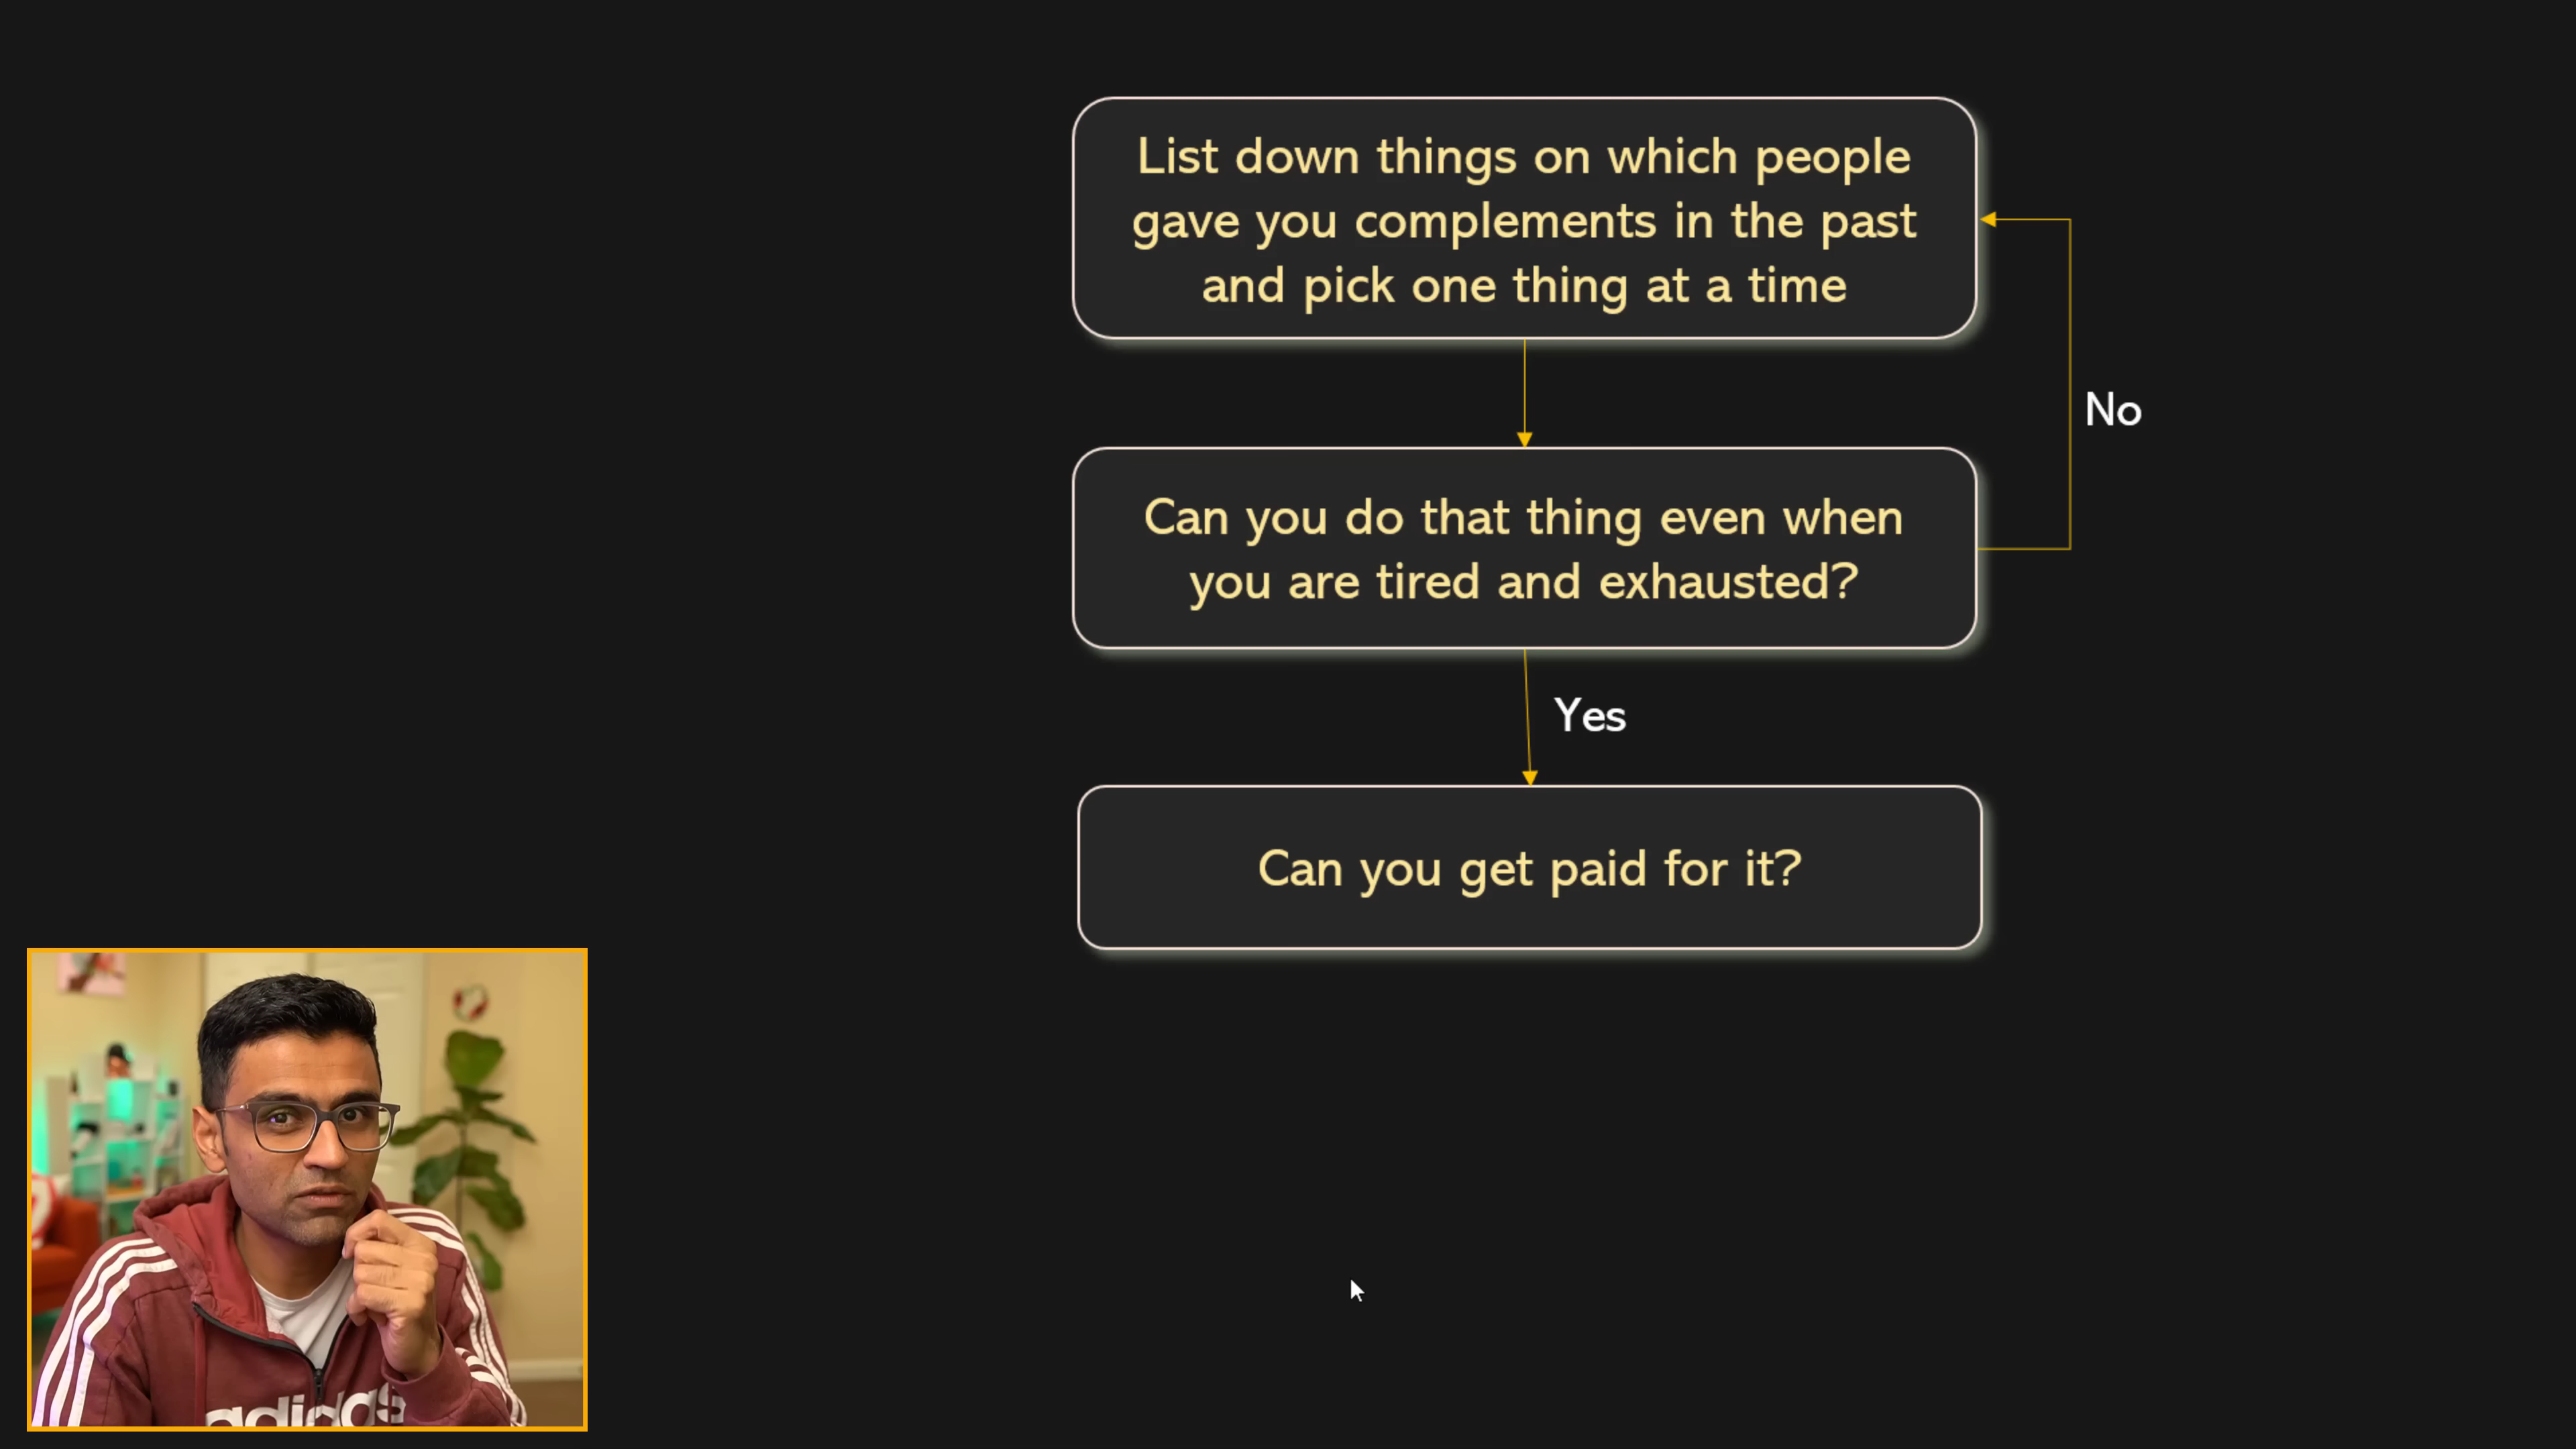 List down things on which people
gave you complements in the past
and pick one thing at a time
No
Can you do that thing even when
you are tired and exhausted?
Yes
Can you get paid for it?
adidas